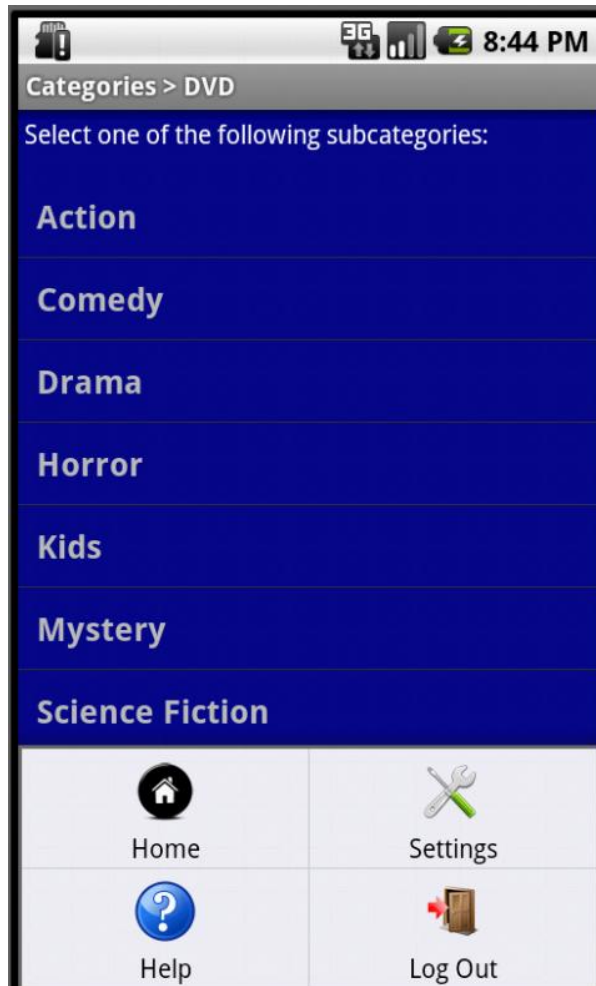 3G 8:44 PM
Categories > DVD
Select one of the following subcategories:
Action
Comedy
Drama
Horror
Kids
Mystery
Science Fiction
Home Settings
Help Log Out